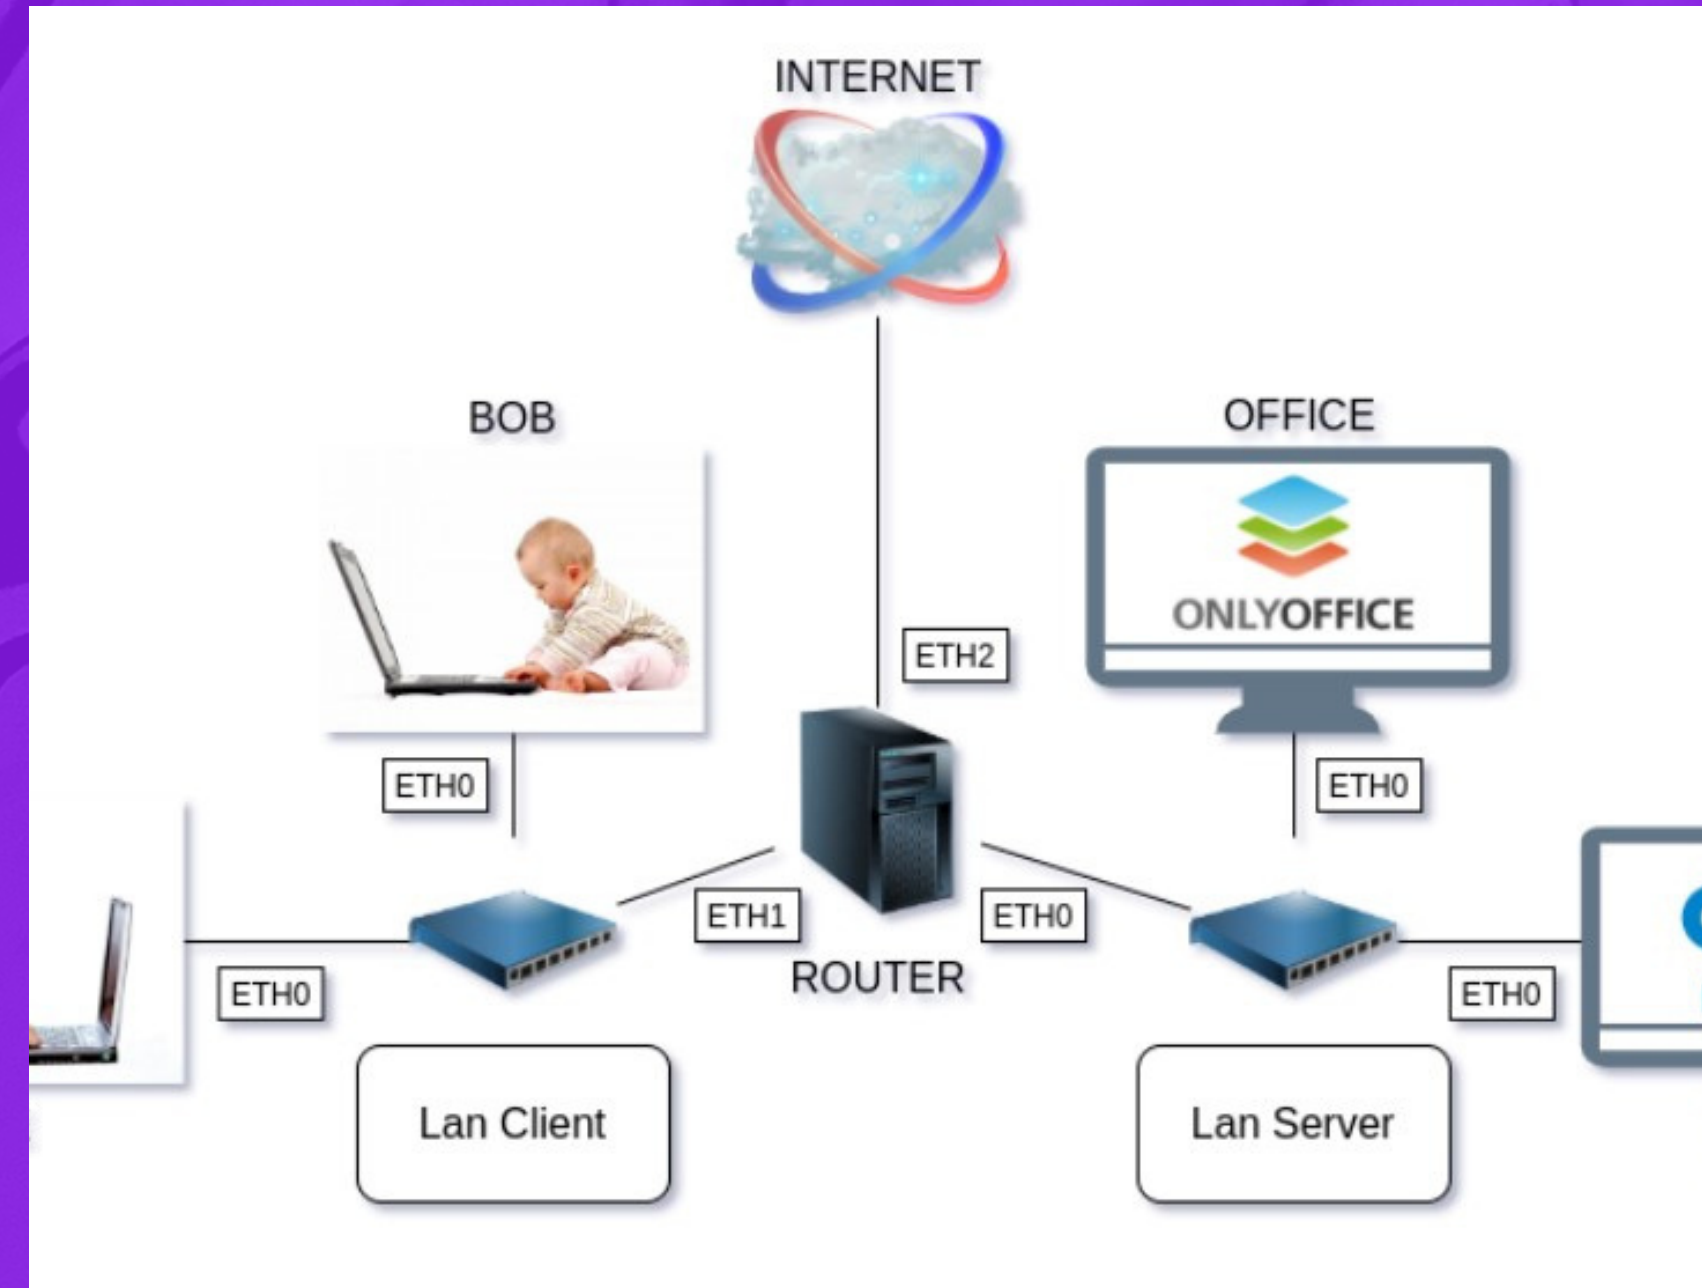 INTERNET
BOB
OFFICE
ONLYOFFICE
ETH2
ETH0
ETH0
ETH1
ETH0
ROUTER
ETH0
ETH0
Lan Client
Lan Server